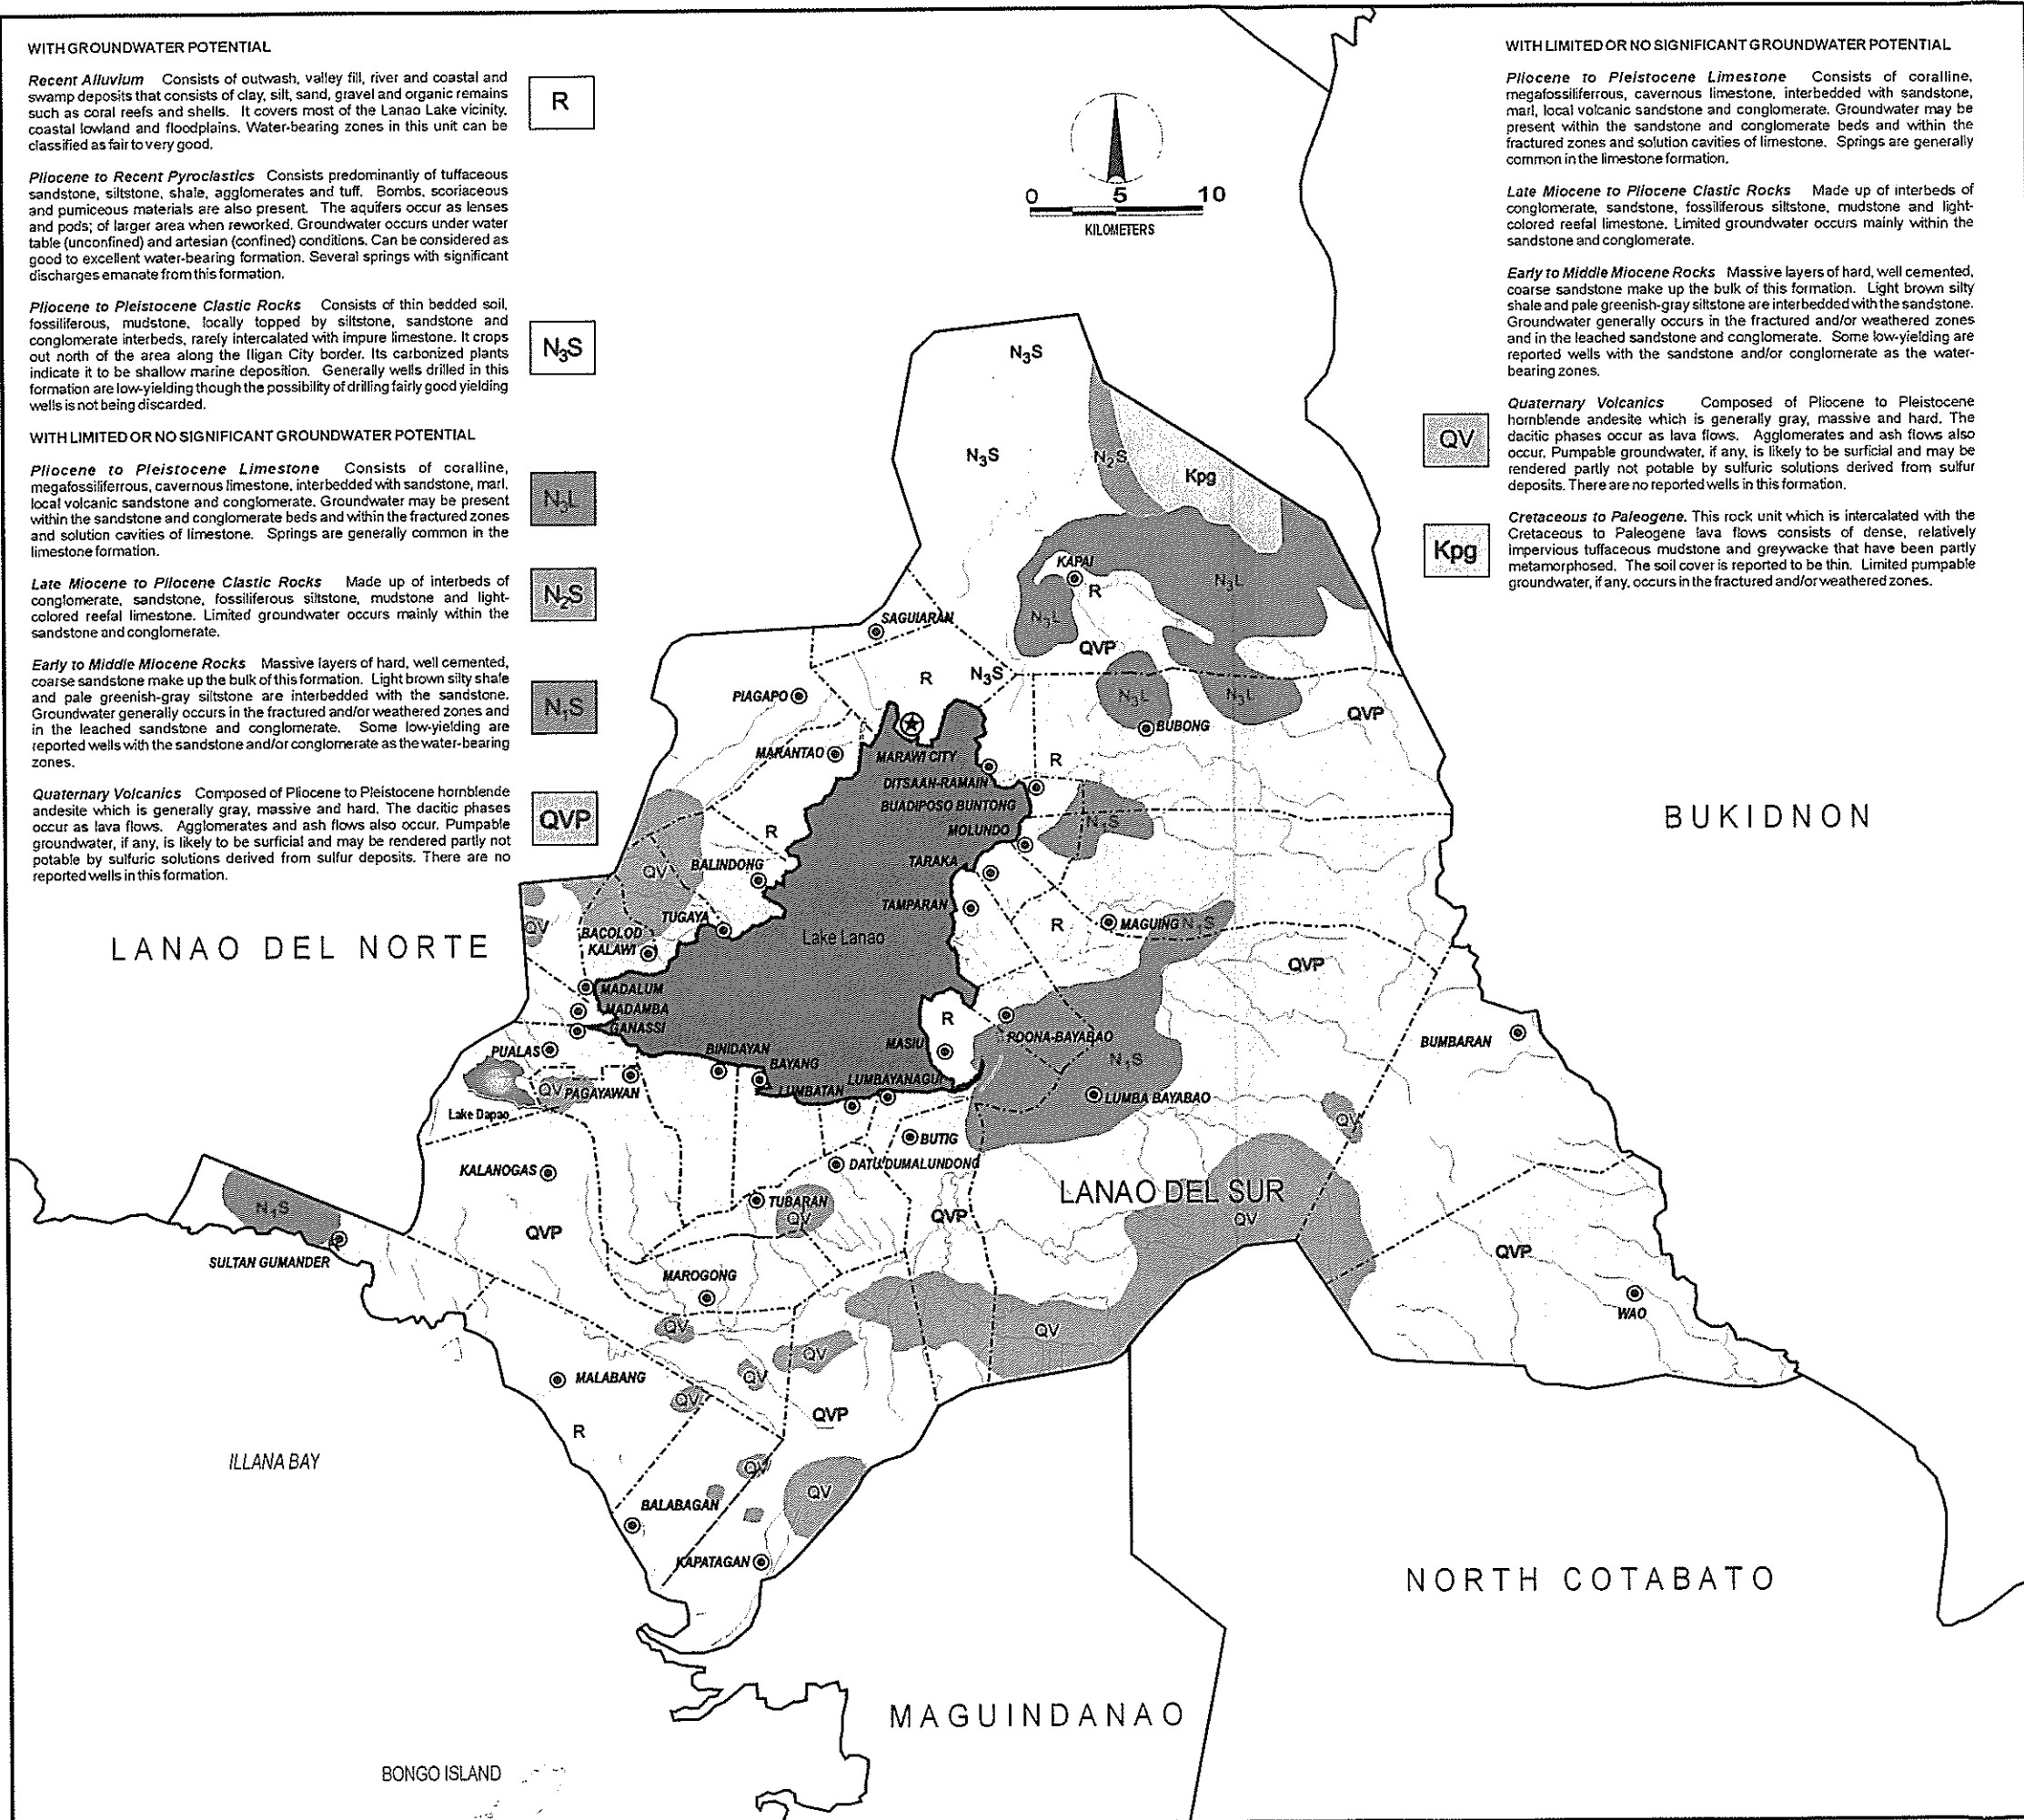 WITH GROUNDWATER POTENTIAL
Recent Alluvium Consists of outwash, valley fill, river and coastal and
swamp deposits that consists of clay, silt, sand, gravel and organic remains
such as coral reefs and shells. It covers most of the Lanao Lake vicinity,
coastal lowland and floodplains. Water-bearing zones in this unit can be
classified as fair to very good.
R
Pliocene to Recent Pyroclastics Consists predominantly of tuffaceous
sandstone, siltstone, shale, agglomerates and tuff. Bombs, scoriaceous
and pumiceous materials are also present. The aquifers occur as lenses
and pods; of larger area when reworked. Groundwater occurs under water
table (unconfined) and artesian (confined) conditions. Can be considered as
good to excellent water-bearing formation. Several springs with significant
discharges emanate from this formation.
Pliocene to Pleistocene Clastic Rocks Consists of thin bedded soil,
fossiliferous, mudstone, locally topped by siltstone, sandstone and
conglomerate interbeds, rarely intercalated with impure limestone. It crops
out north of the area along the Iligan City border. Its carbonized plants
indicate it to be shallow marine deposition. Generally wells drilled in this
formation are low-yielding though the possibility of drilling fairly good yielding
wells is not being discarded.
N3S
WITH LIMITED OR NO SIGNIFICANT GROUNDWATER POTENTIAL
Pliocene to Pleistocene Limestone Consists of coralline,
megafossiliferrous, cavernous limestone, interbedded with sandstone, marl,
local volcanic sandstone and conglomerate. Groundwater may be present
within the sandstone and conglomerate beds and within the fractured zones
and solution cavities of limestone. Springs are generally common in the
limestone formation.
N3L
Late Miocene to Pliocene Clastic Rocks Made up of interbeds of
conglomerate, sandstone, fossiliferous siltstone, mudstone and light-
colored reefal limestone. Limited groundwater occurs mainly within the
sandstone and conglomerate.
N2S
Early to Middle Miocene Rocks Massive layers of hard, well cemented,
coarse sandstone make up the bulk of this formation. Light brown silty shale
and pale greenish-gray siltstone are interbedded with the sandstone.
Groundwater generally occurs in the fractured and/or weathered zones and
in the leached sandstone and conglomerate. Some low-yielding are
reported wells with the sandstone and/or conglomerate as the water-bearing
zones.
N1S
Quaternary Volcanics Composed of Pliocene to Pleistocene hornblende
andesite which is generally gray, massive and hard. The dacitic phases
occur as lava flows. Agglomerates and ash flows also occur. Pumpable
groundwater, if any, is likely to be surficial and may be rendered partly not
potable by sulfuric solutions derived from sulfur deposits. There are no
reported wells in this formation.
QVP
WITH LIMITED OR NO SIGNIFICANT GROUNDWATER POTENTIAL
Pliocene to Pleistocene Limestone Consists of coralline,
megafossiliferrous, cavernous limestone, interbedded with sandstone,
marl, local volcanic sandstone and conglomerate. Groundwater may be
present within the sandstone and conglomerate beds and within the
fractured zones and solution cavities of limestone. Springs are generally
common in the limestone formation.
Late Miocene to Pliocene Clastic Rocks Made up of interbeds of
conglomerate, sandstone, fossiliferous siltstone, mudstone and light-
colored reefal limestone. Limited groundwater occurs mainly within the
sandstone and conglomerate.
Early to Middle Miocene Rocks Massive layers of hard, well cemented,
coarse sandstone make up the bulk of this formation. Light brown silty
shale and pale greenish-gray siltstone are interbedded with the sandstone.
Groundwater generally occurs in the fractured and/or weathered zones
and in the leached sandstone and conglomerate. Some low-yielding are
reported wells with the sandstone and/or conglomerate as the water-
bearing zones.
QV
Quaternary Volcanics Composed of Pliocene to Pleistocene
hornblende andesite which is generally gray, massive and hard. The
dacitic phases occur as lava flows. Agglomerates and ash flows also
occur. Pumpable groundwater, if any, is likely to be surficial and may be
rendered partly not potable by sulfuric solutions derived from sulfur
deposits. There are no reported wells in this formation.
Kpg
Cretaceous to Paleogene. This rock unit which is intercalated with the
Cretaceous to Paleogene lava flows consists of dense, relatively
impervious tuffaceous mudstone and greywacke that have been partly
metamorphosed. The soil cover is reported to be thin. Limited pumpable
groundwater, if any, occurs in the fractured and/or weathered zones.
0 5 10
KILOMETERS
N3S
N3S
N2S
Kpg
KAPAI
R
N3L
N3L
SAGUIARAN
QVP
R
N3S
PIAGAPO
N3L
N3L
QVP
BUBONG
MARANTAO
MARAWI CITY
R
DITSAAN-RAMAIN
BUADIPOSO BUNTONG
BUKIDNON
N1S
MOLUNDO
R
TARAKA
BALINDONG
QV
TAMPARAN
TUGAYA
R
MAGUING
N1S
QV
BACOLOD
KALAWI
Lake Lanao
LANAO DEL NORTE
QVP
MADALUM
MADAMBA
GANASSI
R
ROONA-BAYABAO
BUMBARAN
MASIU
PUALAS
BINIDAYAN
BAYANG
N1S
LUMBAYANAGUI
LUMBATAN
QV
PAGAYAWAN
LUMBA BAYABAO
Lake Dapao
QV
BUTIG
DATU DUMALUNDONG
KALANOGAS
LANAO DEL SUR
TUBARAN
QV
N1S
QVP
QV
QVP
QVP
SULTAN GUMANDER
MAROGONG
WAO
QV
QV
QV
QV
MALABANG
QV
QVP
R
ILLANA BAY
QV
QV
BALABAGAN
KAPATAGAN
NORTH COTABATO
MAGUINDANAO
BONGO ISLAND